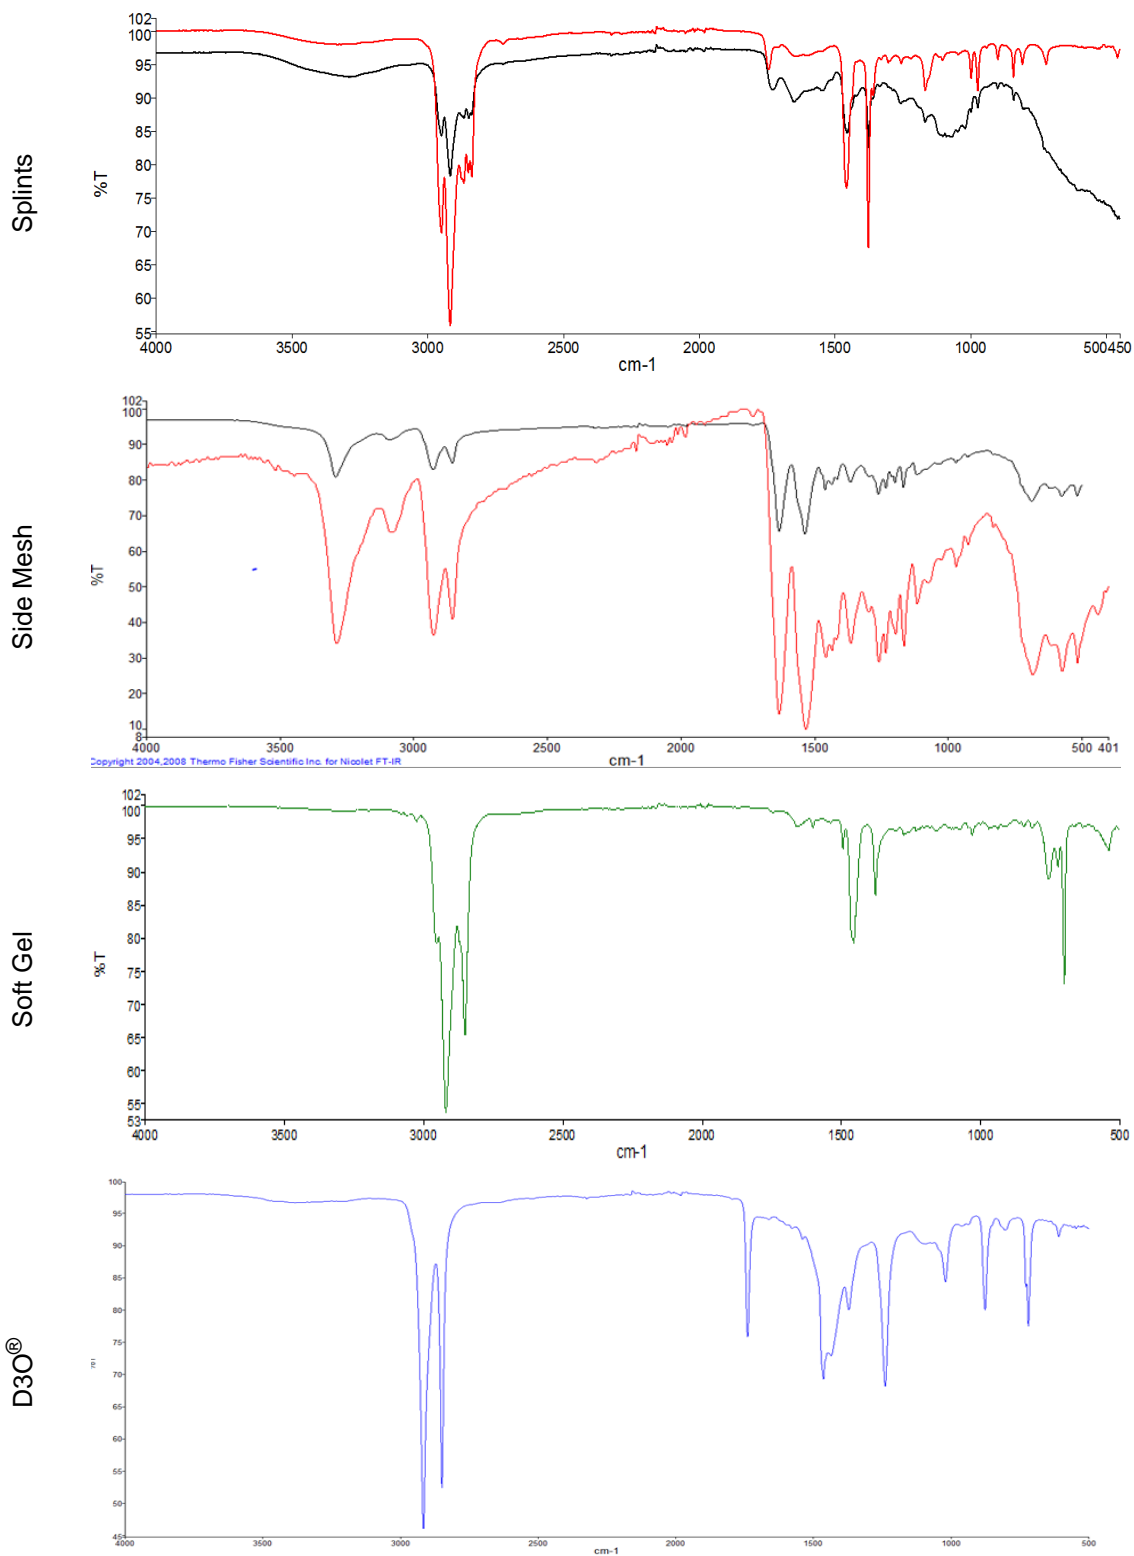 Splints
102
100
95
90
85
80
75
70
65
60
55
%T
4000 3500 3000 2500 2000 1500 1000 500450
cm-1
Side Mesh
102
100
90
80
70
60
50
40
30
20
10
8
%T
4000 3500 3000 2500 2000 1500 1000 500 401
cm-1
Copyright 2004,2008 Thermo Fisher Scientific Inc. for Nicolet FT-IR
Soft Gel
102
100
95
90
85
80
75
70
65
60
55
53
%T
4000 3500 3000 2500 2000 1500 1000 500
cm-1
D3O®
100
95
90
85
80
75
70
65
60
55
50
45
4000 3500 3000 2500 2000 1500 1000 500
cm-1